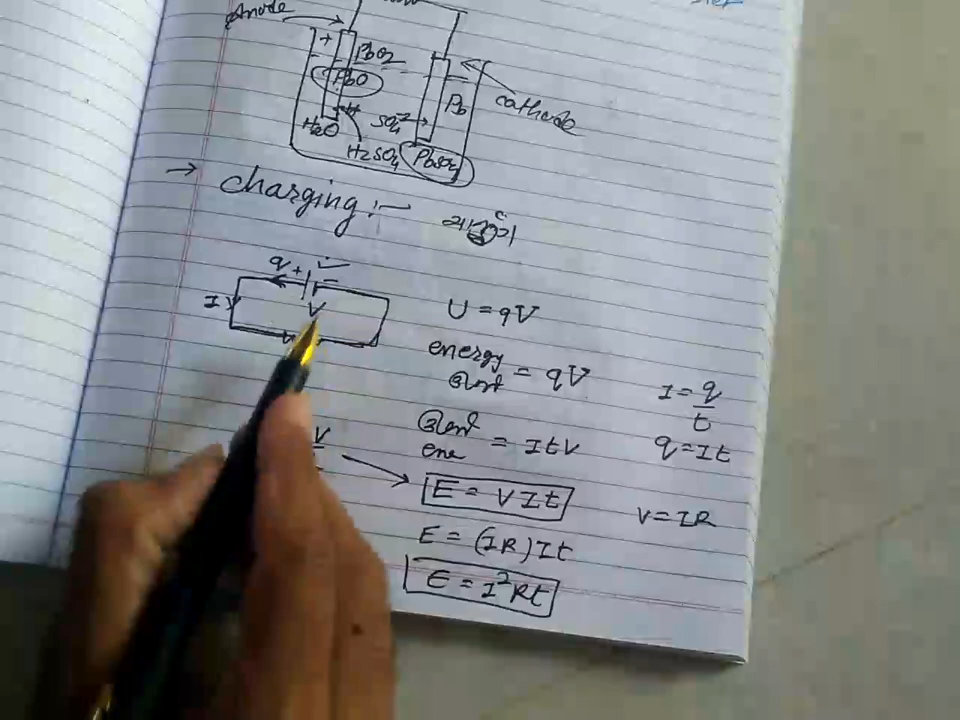 Anode
+
PbO2
PbO
Pb
cathode
SO4
H2O
H2SO4
PbSO4
→ charging :-
q + -
I
V
U = qV
energy
= qV
I = q/t
ene = ItV
q = It
V
E = VIt
V = IR
E = (IR)It
E = I²Rt